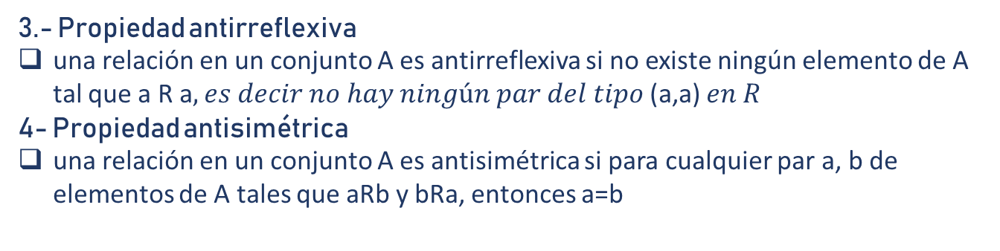 3.- Propiedad antirreflexiva
❑ una relación en un conjunto A es antirreflexiva si no existe ningún elemento de A
tal que a R a, es decir no hay ningún par del tipo (a,a) en R
4- Propiedad antisimétrica
❑ una relación en un conjunto A es antisimétrica si para cualquier par a, b de
elementos de A tales que aRb y bRa, entonces a=b